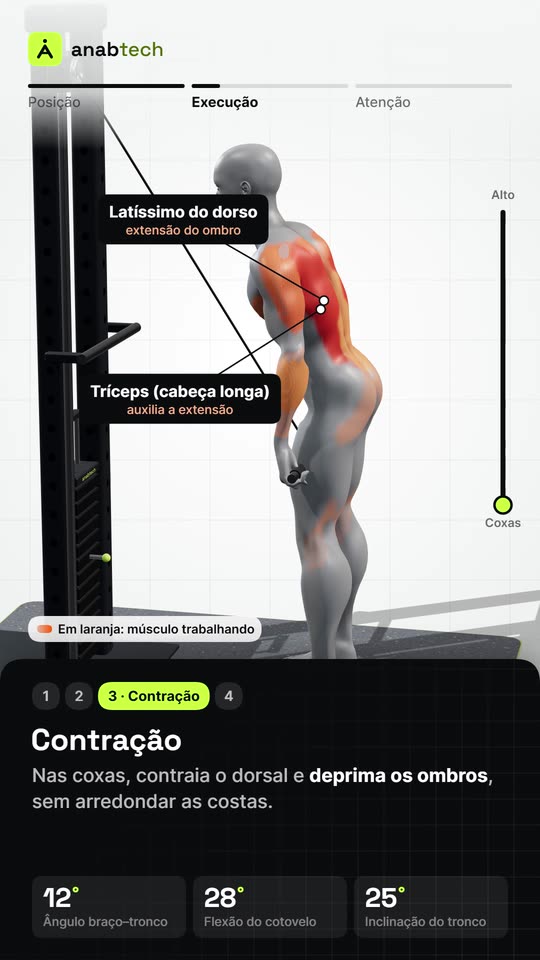 anabtech
Posição
Execução
Atenção
Alto
Latíssimo do dorso
extensão do ombro
Tríceps (cabeça longa)
auxilia a extensão
anabtech
Coxas
Em laranja: músculo trabalhando
1 2 3 · Contração 4
Contração
Nas coxas, contraia o dorsal e deprima os ombros,
sem arredondar as costas.
12° 28° 25°
Ângulo braço–tronco Flexão do cotovelo Inclinação do tronco